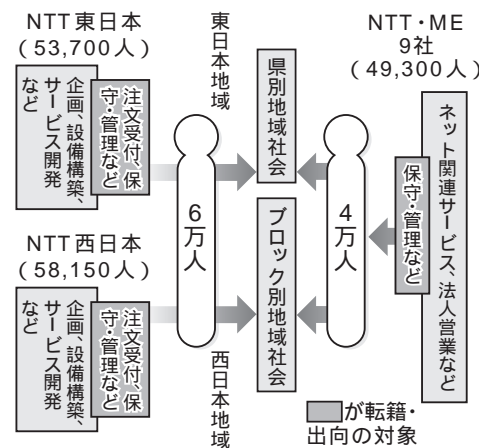 NTT東日本
(53,700人)
企画、設備構築、
サービス開発
など
注文受付、保
守・管理など
NTT西日本
(58,150人)
企画、設備構築、
サービス開発
など
注文受付、保
守・管理など
東日本地域
6万人
西日本地域
県別地域社会
ブロック別地域社会
4万人
NTT・ME
9社
(49,300人)
保守・管理など
ネット関連サービス、法人営業など
が転籍・
出向の対象